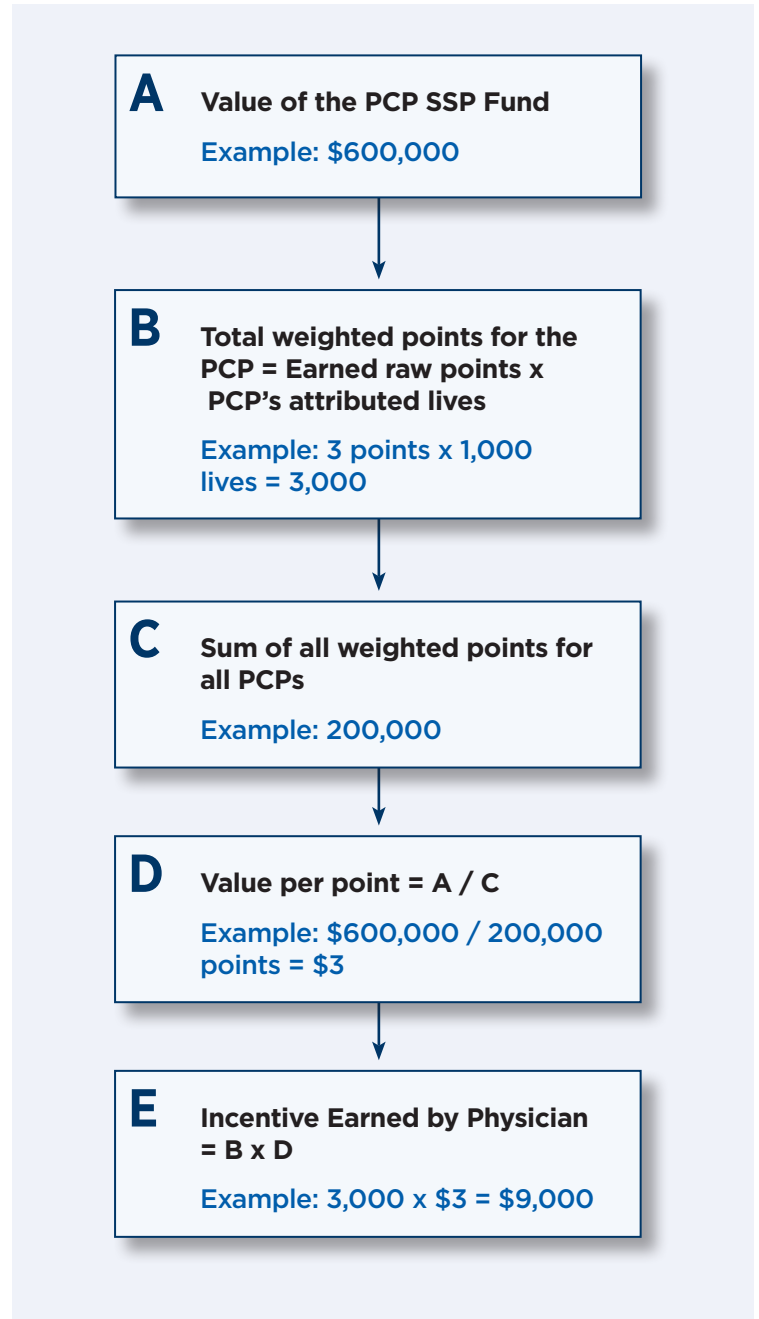 A
Value of the PCP SSP Fund
Example: $600,000
B
Total weighted points for the
PCP = Earned raw points x
PCP’s attributed lives
Example: 3 points x 1,000
lives = 3,000
C
Sum of all weighted points for
all PCPs
Example: 200,000
D
Value per point = A / C
Example: $600,000 / 200,000
points = $3
E
Incentive Earned by Physician
= B x D
Example: 3,000 x $3 = $9,000